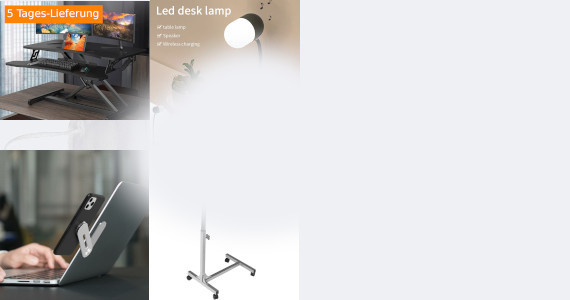 5 Tages-Lieferung
Led desk lamp
table lamp
Speaker
Wireless charging